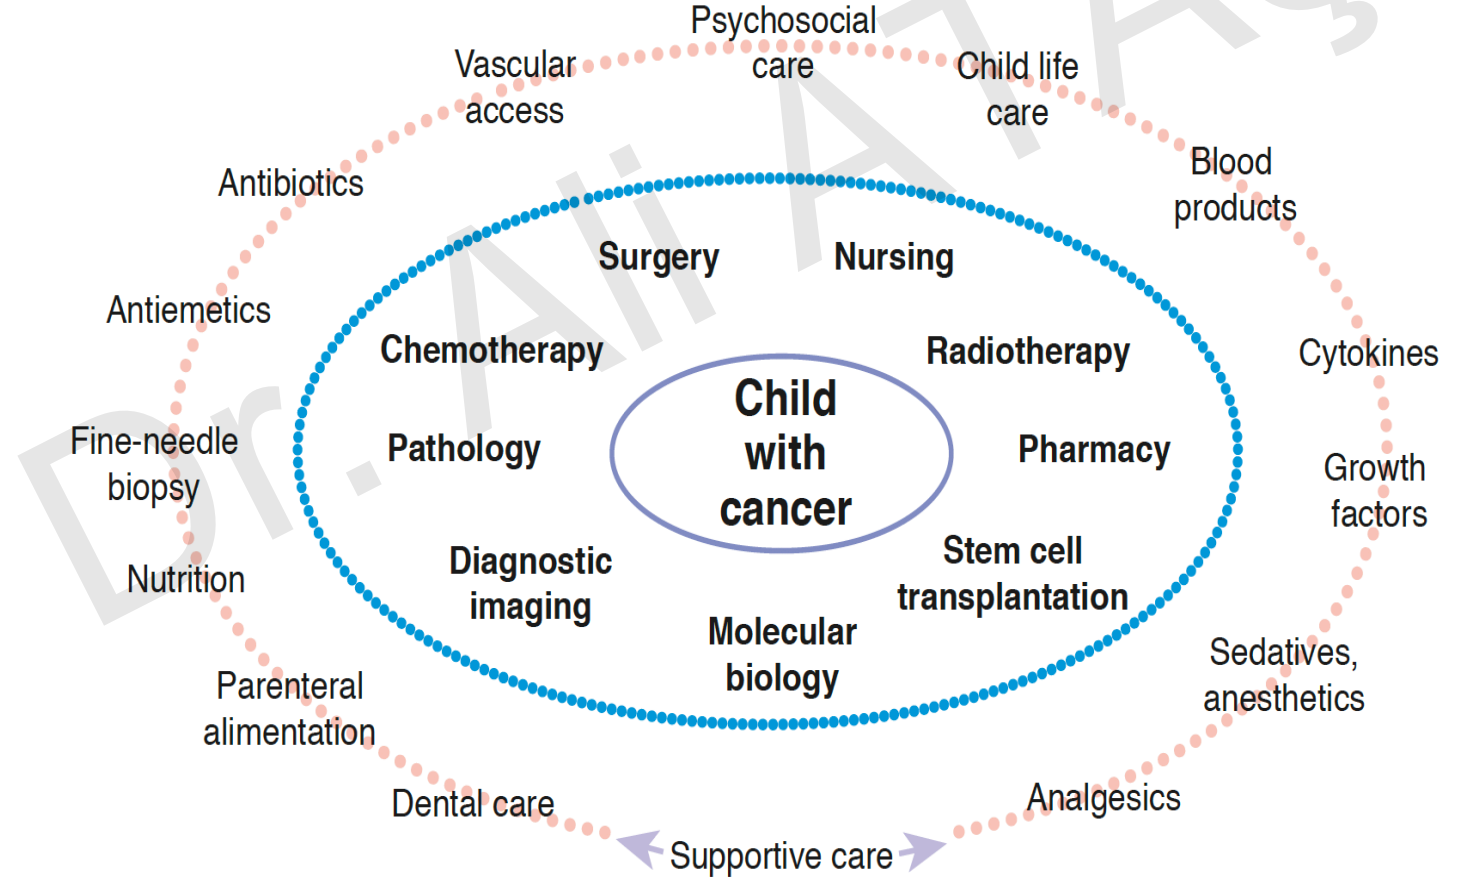 Psychosocial
care
Vascular
access
Child life
care
Antibiotics
Blood
products
Surgery
Nursing
Antiemetics
Chemotherapy
Radiotherapy
Cytokines
Child
with
cancer
Fine-needle
biopsy
Pathology
Pharmacy
Growth
factors
Diagnostic
imaging
Stem cell
transplantation
Nutrition
Molecular
biology
Sedatives,
anesthetics
Parenteral
alimentation
Dental care
Analgesics
Supportive care
Dr. Ali ATAŞ